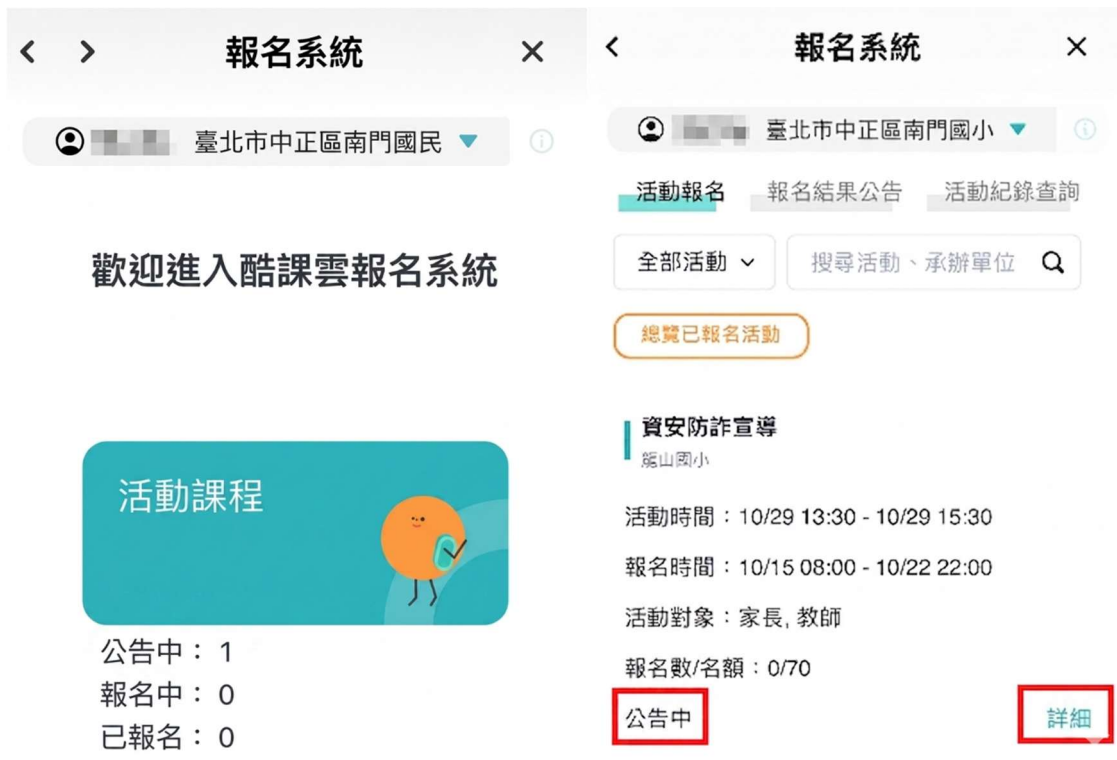 報名系統
臺北市中正區南門國民
歡迎進入酷課雲報名系統
活動課程
公告中： 1
報名中： 0
已報名： 0
報名系統
臺北市中正區南門國小
活動報名 報名結果公告 活動紀錄查詢
全部活動 搜尋活動、承辦單位
總覽已報名活動
資安防詐宣導
龍山國小
活動時間：10/29 13:30 - 10/29 15:30
報名時間：10/15 08:00 - 10/22 22:00
活動對象：家長, 教師
報名數/名額：0/70
公告中 詳細